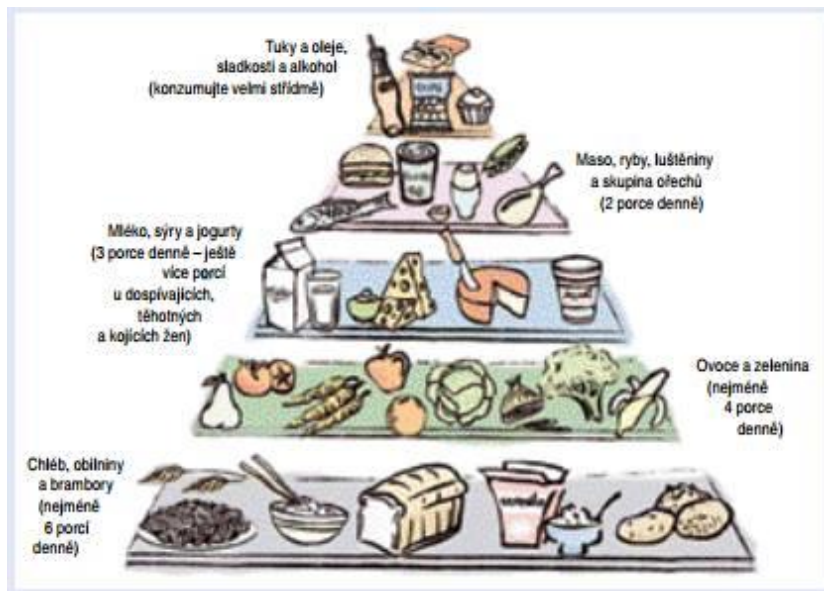 Tuky a oleje,
sladkosti a alkohol
(konzumujte velmi střídmě)
Maso, ryby, luštěniny
a skupina ořechů
(2 porce denně)
Mléko, sýry a jogurty
(3 porce denně – ještě
více porcí
u dospívajících,
těhotných
a kojících žen)
Ovoce a zelenina
(nejméně
4 porce
denně)
Chléb, obilniny
a brambory
(nejméně
6 porcí
denně)